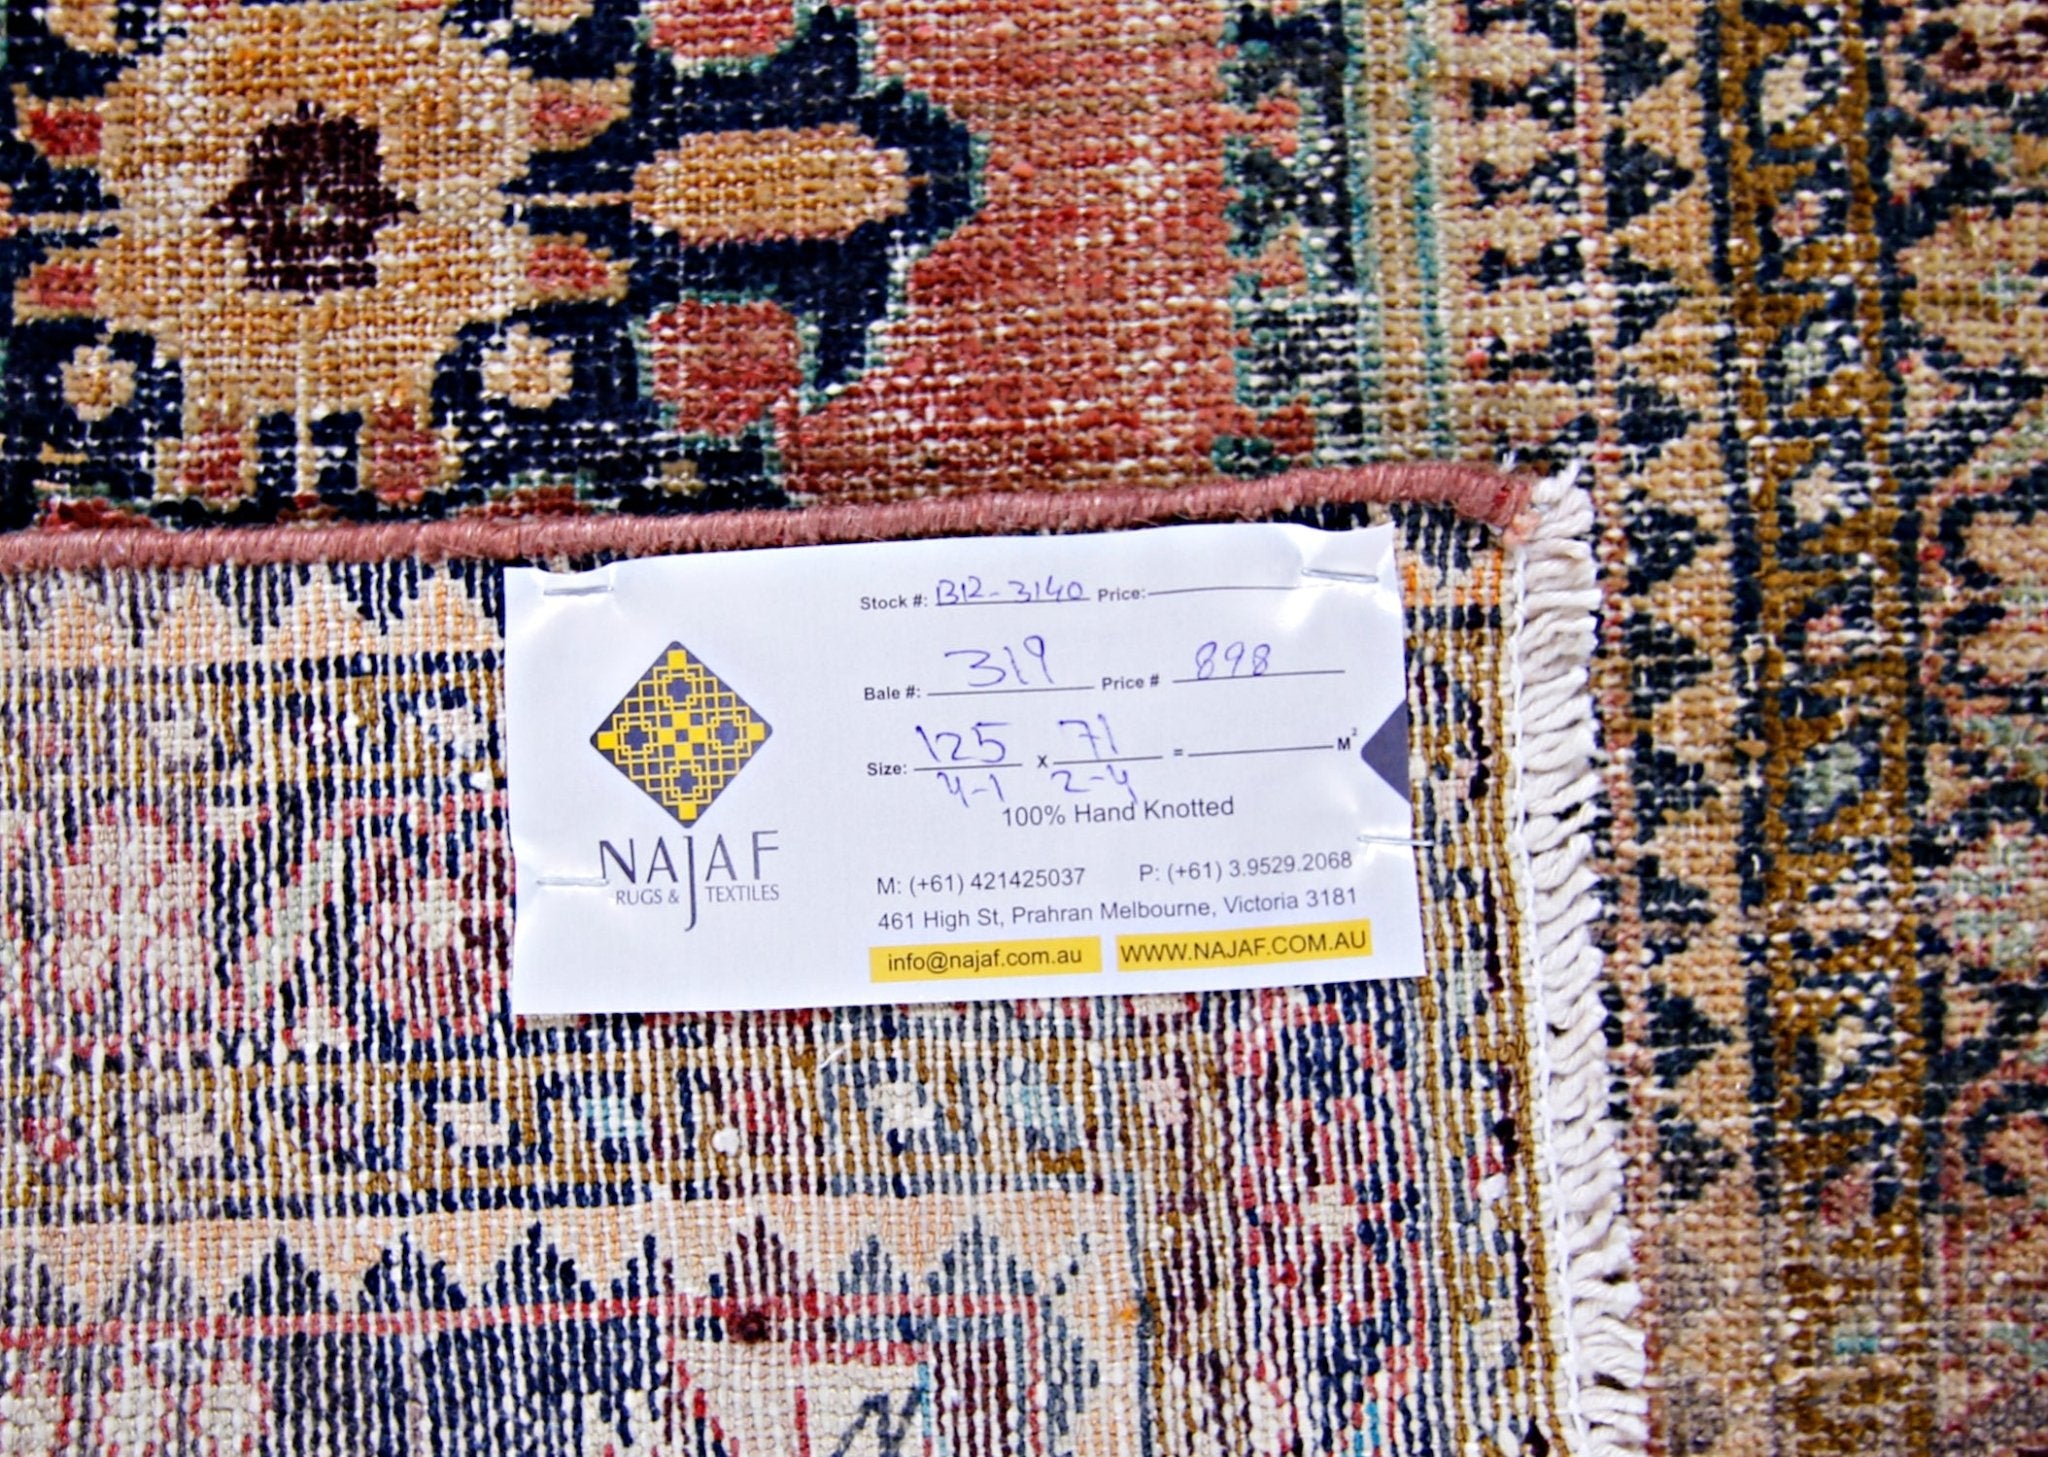 Stock #: BR-3140 Price:
Bale #: 319 Price # 898
Size: 125 x 71 = M²
4-1 2-4
100% Hand Knotted
NAJAF
RUGS & TEXTILES
M: (+61) 421425037 P: (+61) 3.9529.2068
461 High St, Prahran Melbourne, Victoria 3181
info@najaf.com.au WWW.NAJAF.COM.AU